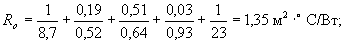 R₀ = 1/8,7 + 0,19/0,52 + 0,51/0,64 + 0,03/0,93 + 1/23 = 1,35 м² ·° С/Вт;